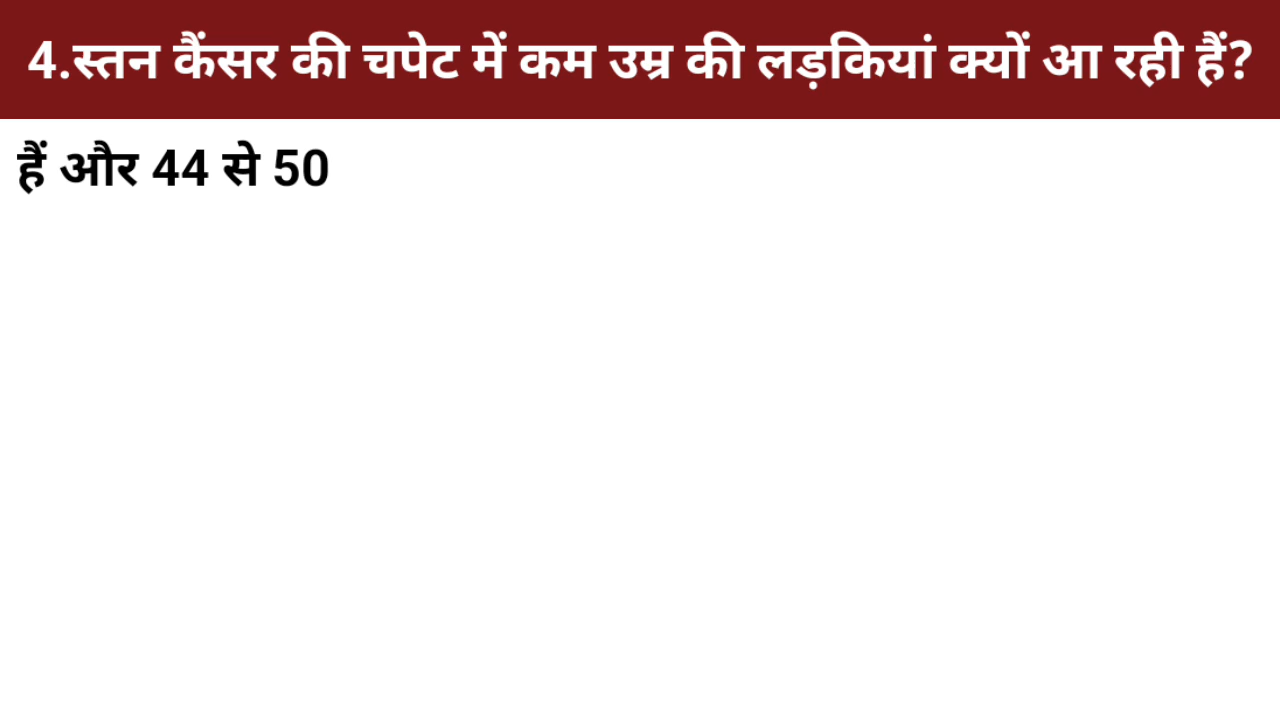 4.स्तन कैंसर की चपेट में कम उम्र की लड़कियां क्यों आ रही हैं?
हैं और 44 से 50